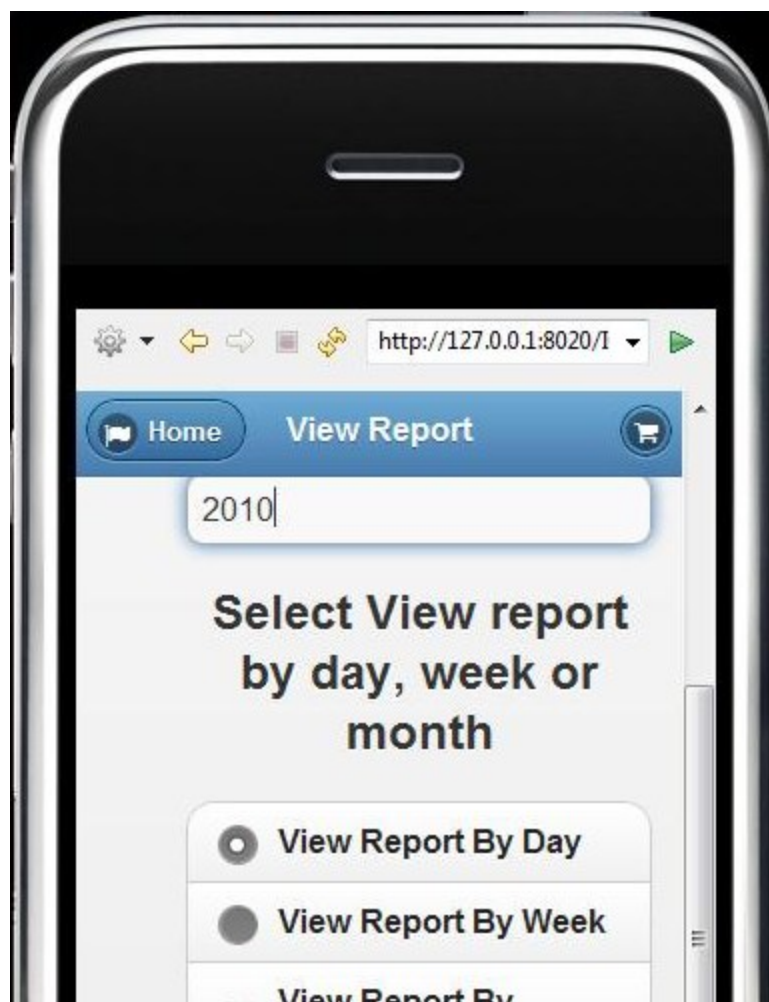 http://127.0.0.1:8020/I
Home
View Report
2010
Select View report
by day, week or
month
View Report By Day
View Report By Week
View Report By